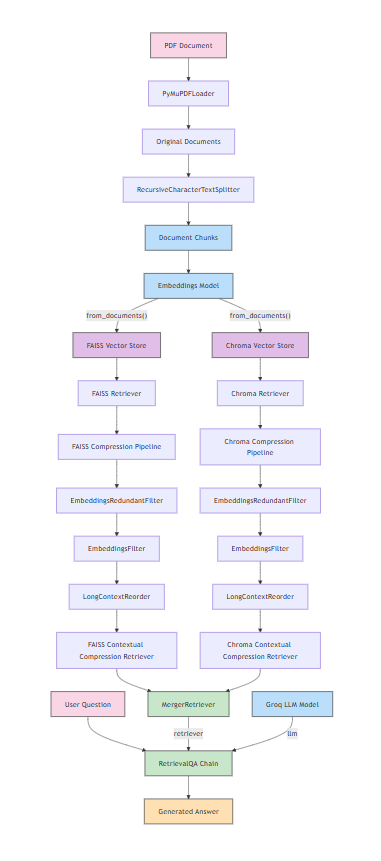 PDF Document
PyMuPDFLoader
Original Documents
RecursiveCharacterTextSplitter
Document Chunks
Embeddings Model
from_documents()
from_documents()
FAISS Vector Store
Chroma Vector Store
FAISS Retriever
Chroma Retriever
FAISS Compression Pipeline
Chroma Compression
Pipeline
EmbeddingsRedundantFilter
EmbeddingsRedundantFilter
EmbeddingsFilter
EmbeddingsFilter
LongContextReorder
LongContextReorder
FAISS Contextual
Compression Retriever
Chroma Contextual
Compression Retriever
User Question
MergerRetriever
Groq LLM Model
retriever
llm
RetrievalQA Chain
Generated Answer